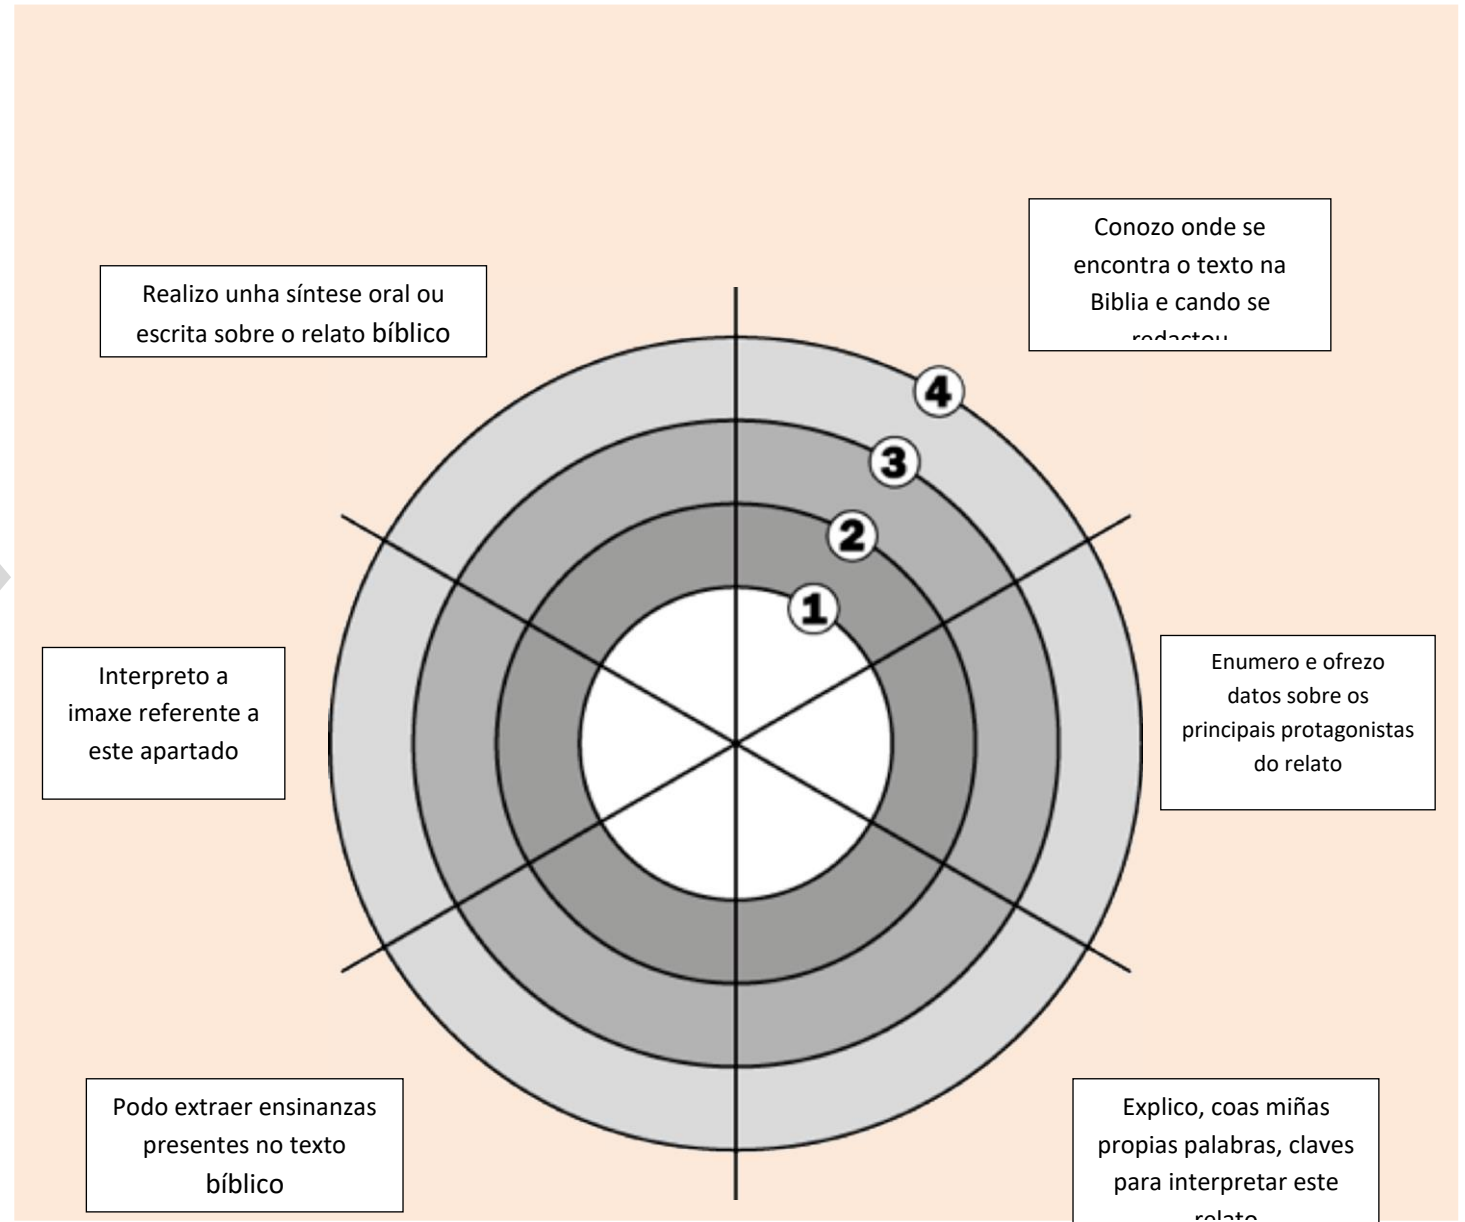 Conozo onde se
encontra o texto na
Biblia e cando se
redactou
Realizo unha síntese oral ou
escrita sobre o relato bíblico
4
3
2
1
Interpreto a
imaxe referente a
este apartado
Enumero e ofrezo
datos sobre os
principais protagonistas
do relato
Podo extraer ensinanzas
presentes no texto
bíblico
Explico, coas miñas
propias palabras, claves
para interpretar este
relato